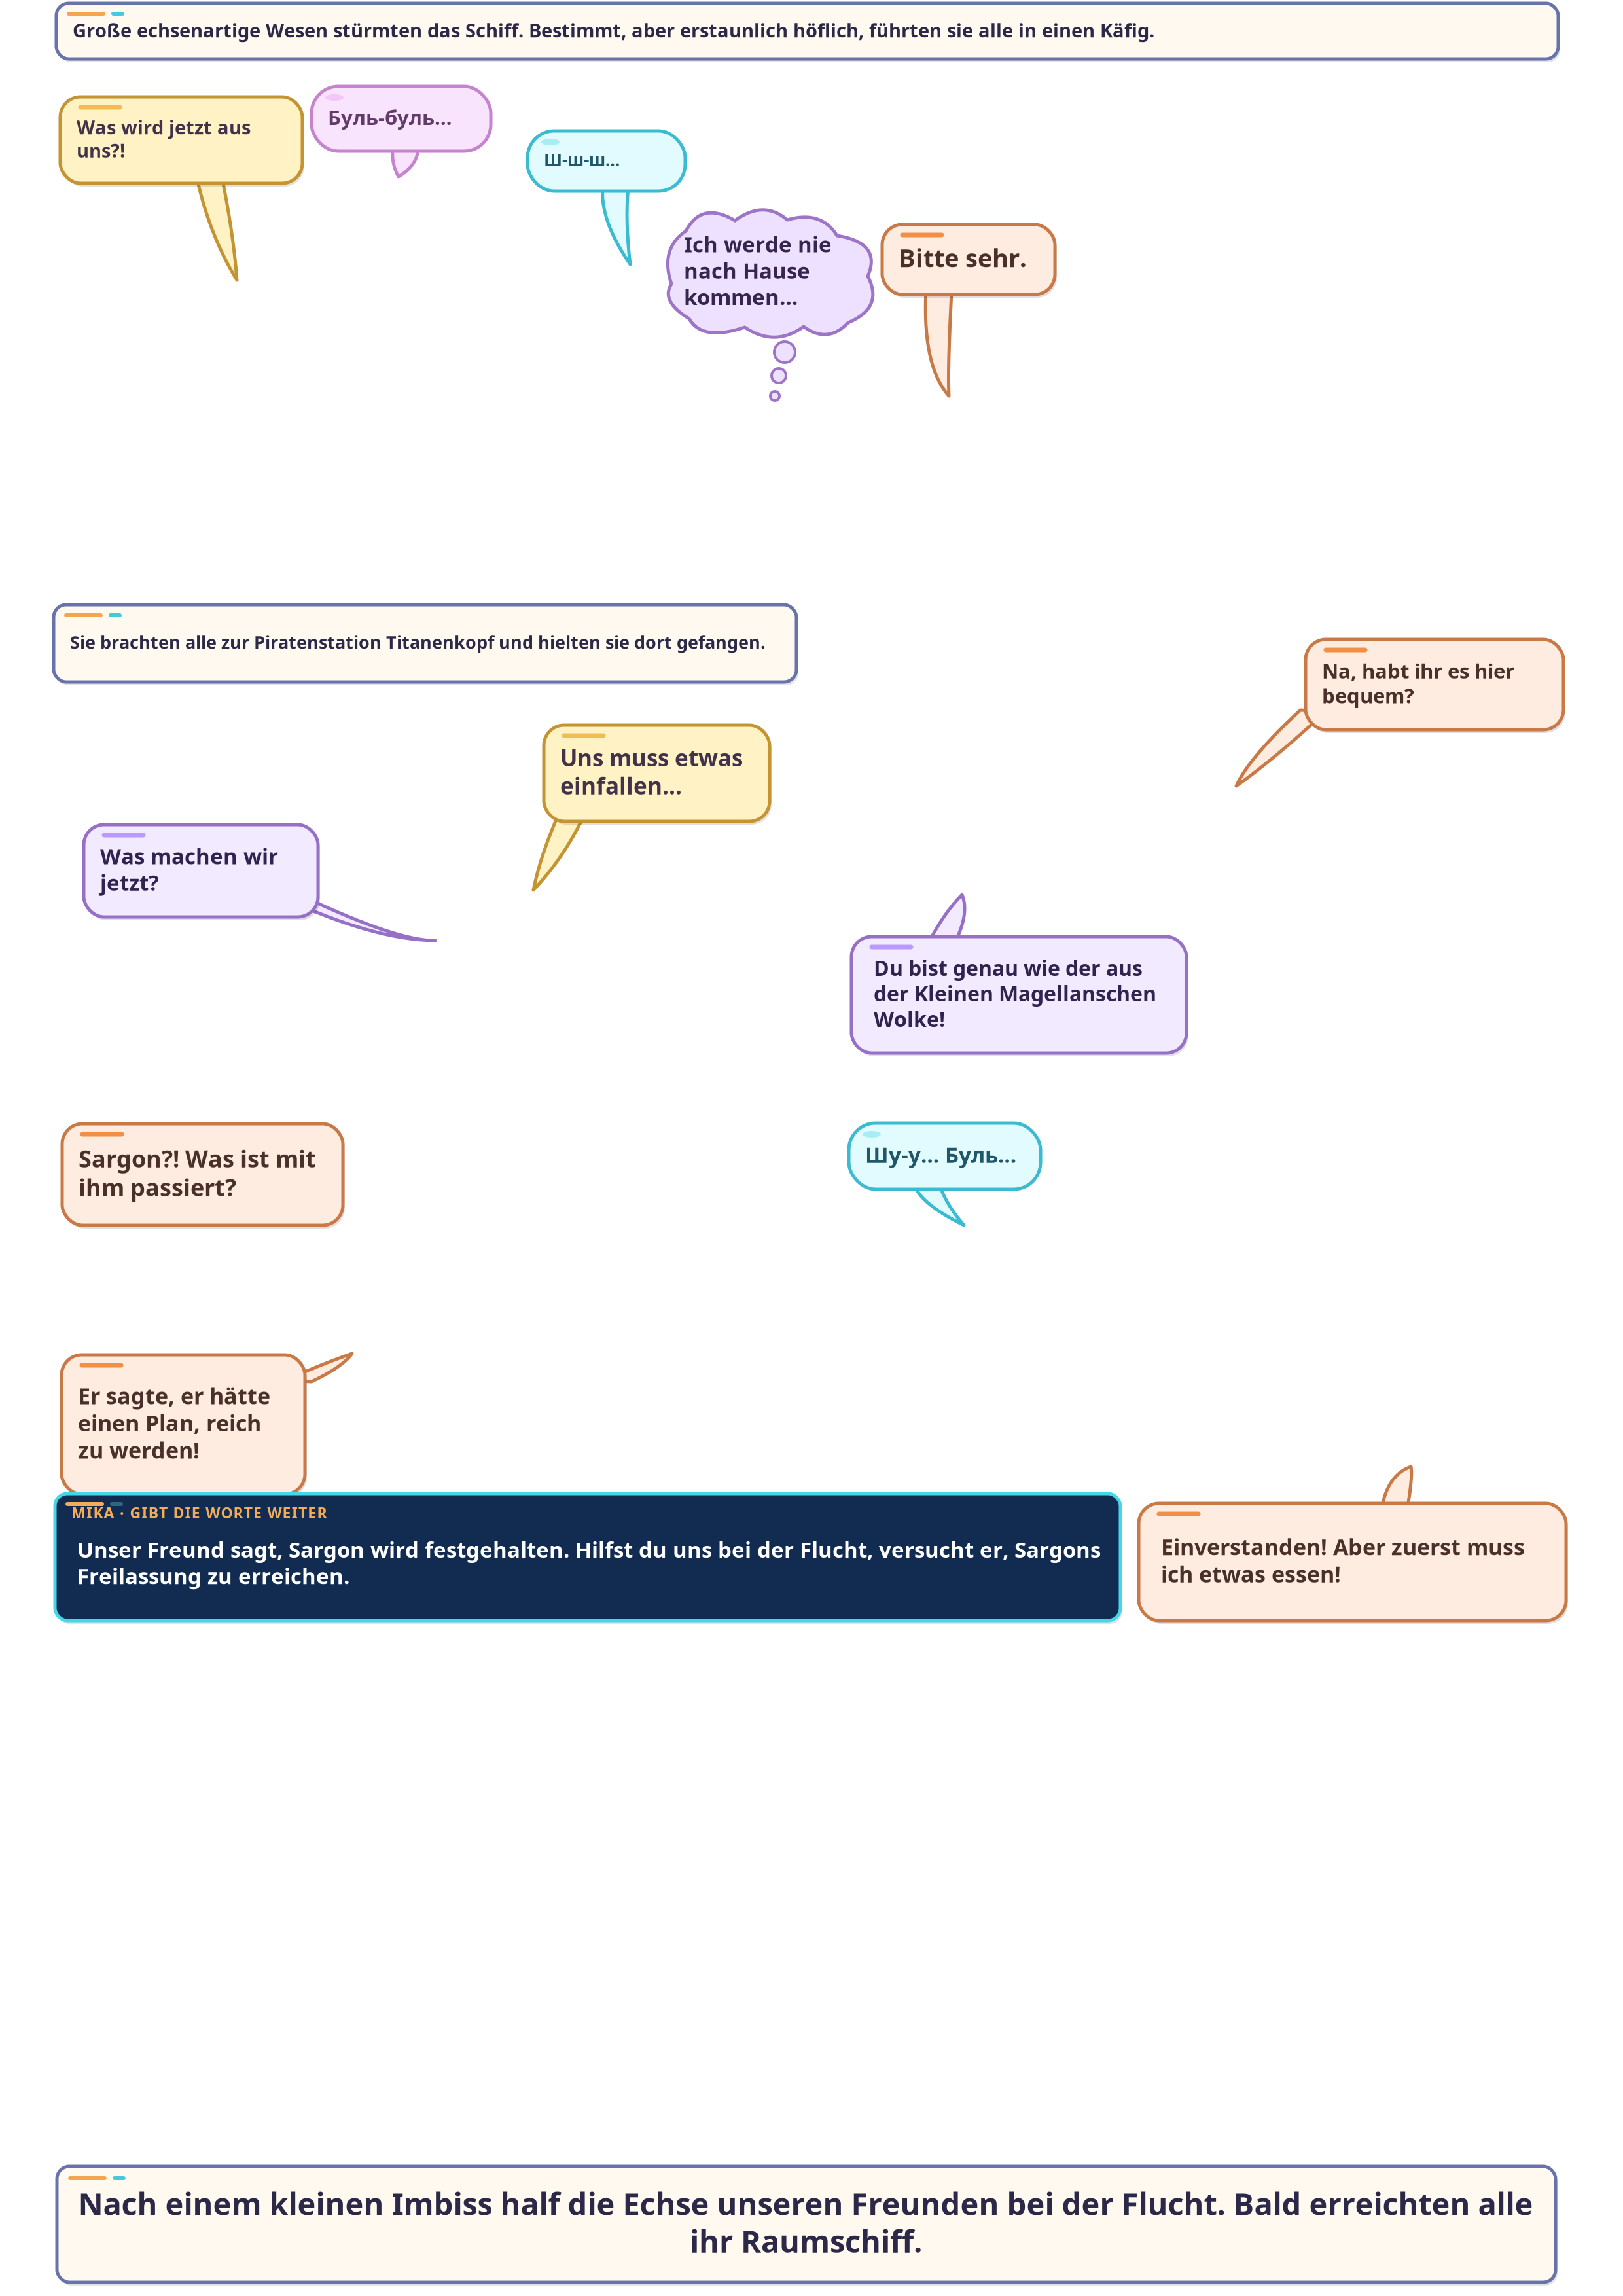 Große echsenartige Wesen stürmten das Schiff. Bestimmt, aber erstaunlich höflich, führten sie alle in einen Käfig.
Was wird jetzt aus
uns?!
Буль-буль...
Ш-ш-ш...
Ich werde nie
nach Hause
kommen...
Bitte sehr.
Sie brachten alle zur Piratenstation Titanenkopf und hielten sie dort gefangen.
Na, habt ihr es hier
bequem?
Uns muss etwas
einfallen...
Was machen wir
jetzt?
Du bist genau wie der aus
der Kleinen Magellanschen
Wolke!
Sargon?! Was ist mit
ihm passiert?
Шу-у... Буль...
Er sagte, er hätte
einen Plan, reich
zu werden!
MIKA · GIBT DIE WORTE WEITER
Unser Freund sagt, Sargon wird festgehalten. Hilfst du uns bei der Flucht, versucht er, Sargons
Freilassung zu erreichen.
Einverstanden! Aber zuerst muss
ich etwas essen!
Nach einem kleinen Imbiss half die Echse unseren Freunden bei der Flucht. Bald erreichten alle
ihr Raumschiff.